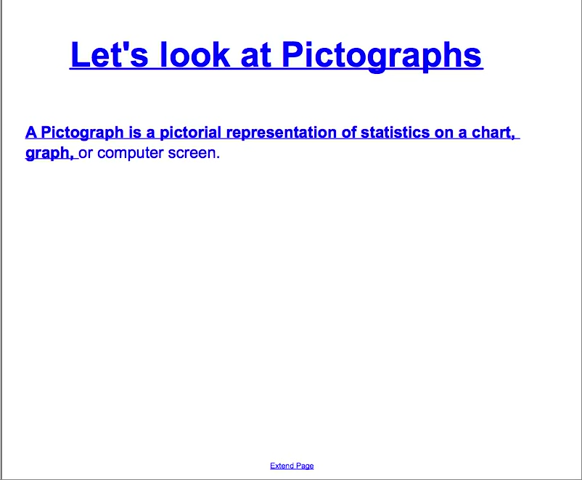 Let's look at Pictographs
A Pictograph is a pictorial representation of statistics on a chart,
graph, or computer screen.
Extend Page